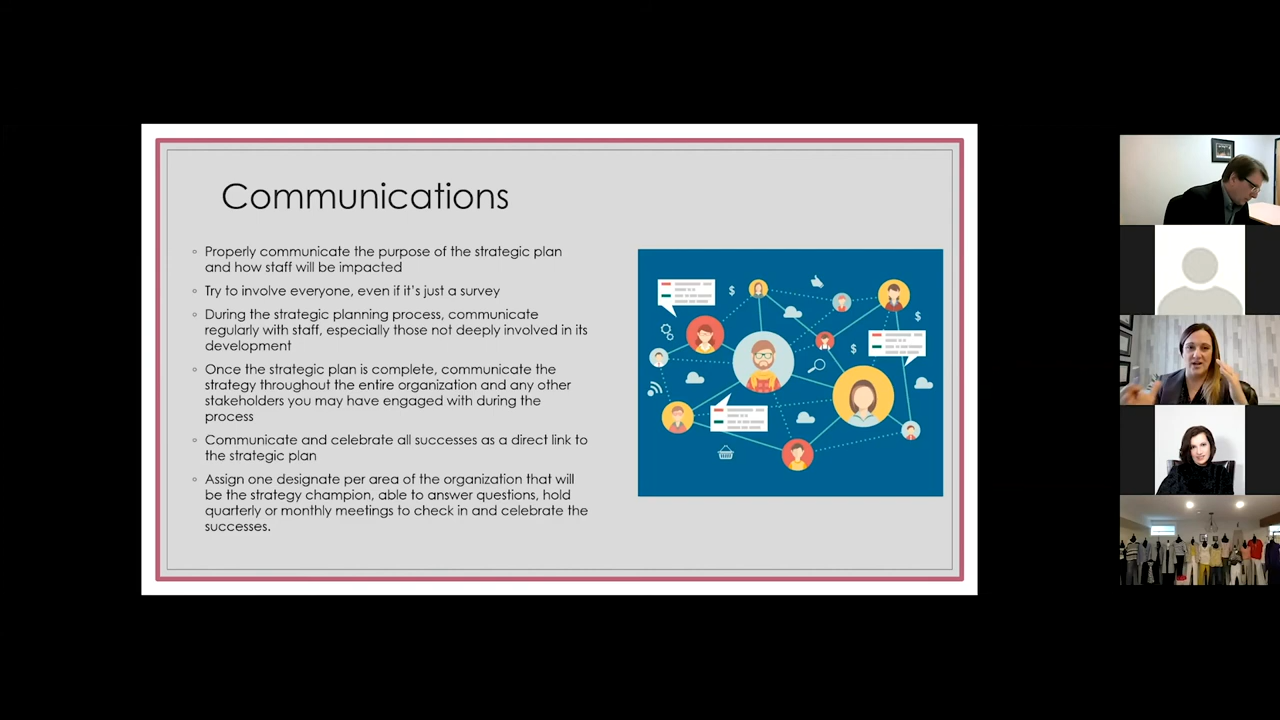 Communications
◦ Properly communicate the purpose of the strategic plan
and how staff will be impacted
◦ Try to involve everyone, even if it's just a survey
◦ During the strategic planning process, communicate
regularly with staff, especially those not deeply involved in its
development
◦ Once the strategic plan is complete, communicate the
strategy throughout the entire organization and any other
stakeholders you may have engaged with during the
process
◦ Communicate and celebrate all successes as a direct link to
the strategic plan
◦ Assign one designate per area of the organization that will
be the strategy champion, able to answer questions, hold
quarterly or monthly meetings to check in and celebrate the
successes.
$
$
$